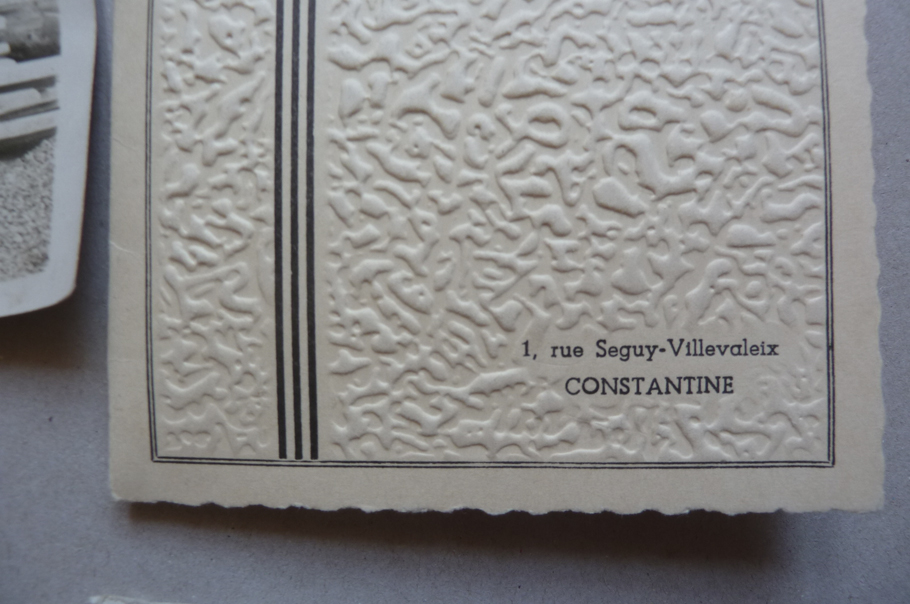 1, rue Seguy-Villevaleix
CONSTANTINE